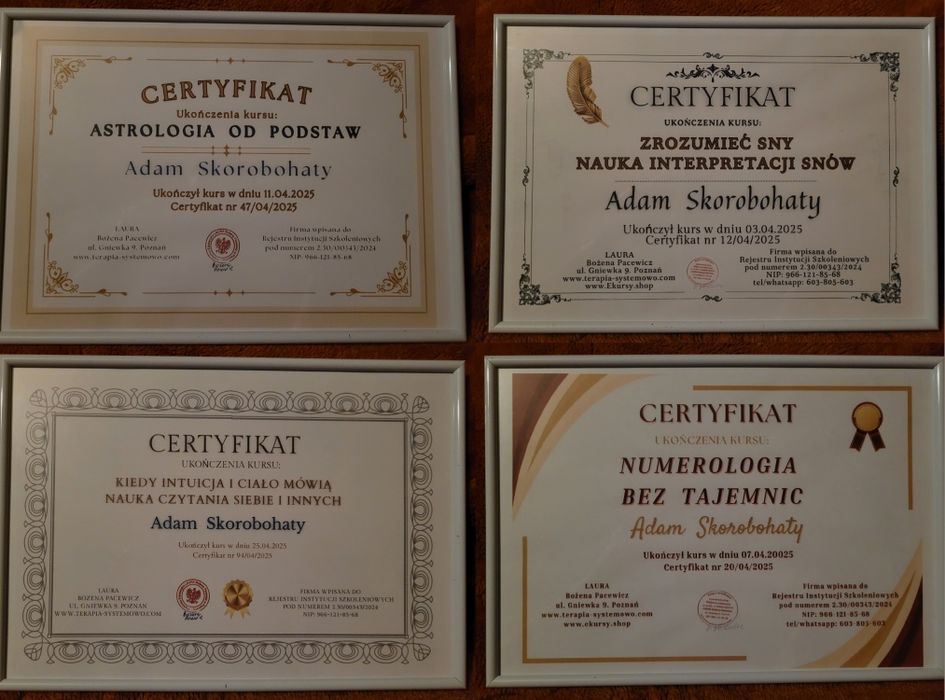 CERTYFIKAT
Ukończenia kursu:
ASTROLOGIA OD PODSTAW
Adam Skorobohaty
Ukończył kurs w dniu 11.04.2025
Certyfikat nr 47/04/2025
LAURA
Bożena Pacewicz
ul. Gniewka 9, Poznań
www.terapia-systemowo.com
Firma wpisana do
Rejestru Instytucji Szkoleniowych
pod numerem 2.30/00343/2024
NIP: 966-121-85-68
CERTYFIKAT
UKOŃCZENIA KURSU:
ZROZUMIEĆ SNY
NAUKA INTERPRETACJI SNÓW
Adam Skorobohaty
Ukończył kurs w dniu 03.04.2025
Certyfikat nr 12/04/2025
LAURA
Bożena Pacewicz
ul. Gniewka 9, Poznań
www.terapia-systemowo.com
www.Ekursy.shop
Firma wpisana do
Rejestru Instytucji Szkoleniowych
pod numerem 2.30/00343/2024
NIP: 966-121-85-68
tel/whatsapp: 603-805-603
CERTYFIKAT
UKOŃCZENIA KURSU:
KIEDY INTUICJA I CIAŁO MÓWIĄ
NAUKA CZYTANIA SIEBIE I INNYCH
Adam Skorobohaty
Ukończył kurs w dniu 25.04.2025
Certyfikat nr 94/04/2025
LAURA
BOŻENA PACEWICZ
UL. GNIEWKA 9, POZNAŃ
WWW.TERAPIA-SYSTEMOWO.COM
FIRMA WPISANA DO
REJESTRU INSTYTUCJI SZKOLENIOWYCH
POD NUMEREM 2.30/00343/2024
NIP: 966-121-85-68
CERTYFIKAT
UKOŃCZENIA KURSU:
NUMEROLOGIA
BEZ TAJEMNIC
Adam Skorobohaty
Ukończył kurs w dniu 07.04.20025
Certyfikat nr 20/04/2025
LAURA
Bożena Pacewicz
ul. Gniewka 9, Poznań
www.terapia-systemowo.com
www.ekursy.shop
Firma wpisana do
Rejestru Instytucji Szkoleniowych
pod numerem 2.30/00343/2024
NIP: 966-121-85-68
tel/whatsapp: 603-805-603